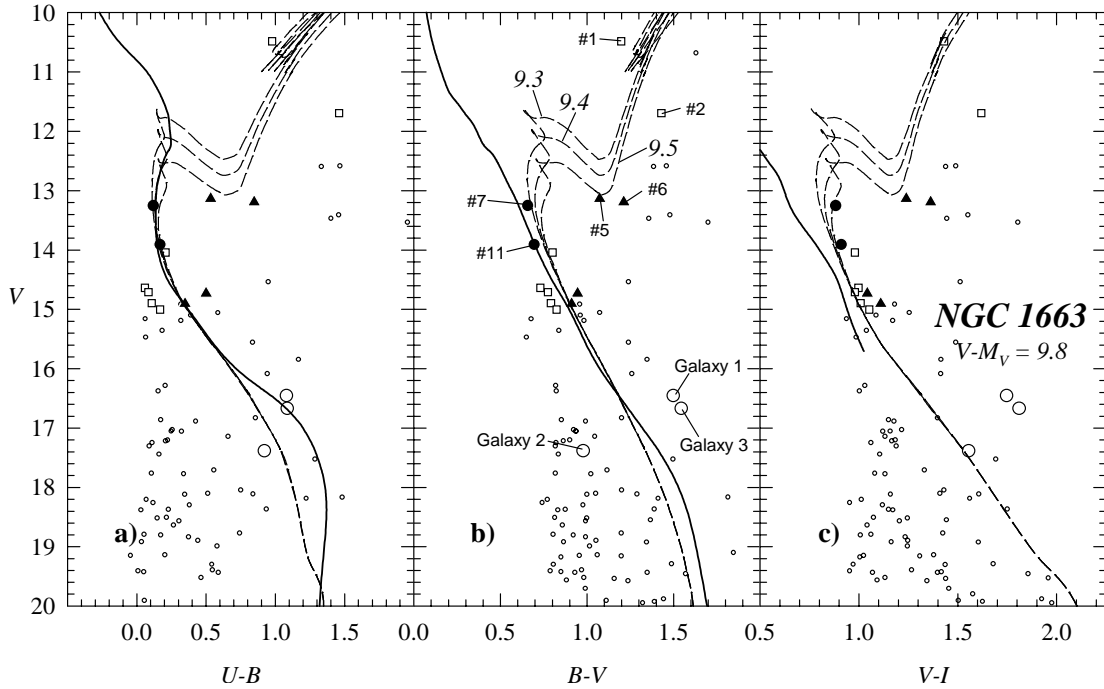 10
11
12
13
14
15
16
17
18
19
20
V
a)
0.0
0.5
1.0
1.5
U-B
#1
#2
9.3
9.4
9.5
#7
#6
#5
#11
Galaxy 1
Galaxy 2
Galaxy 3
b)
0.0
0.5
1.0
1.5
B-V
NGC 1663
V-M_V = 9.8
c)
0.5
1.0
1.5
2.0
V-I